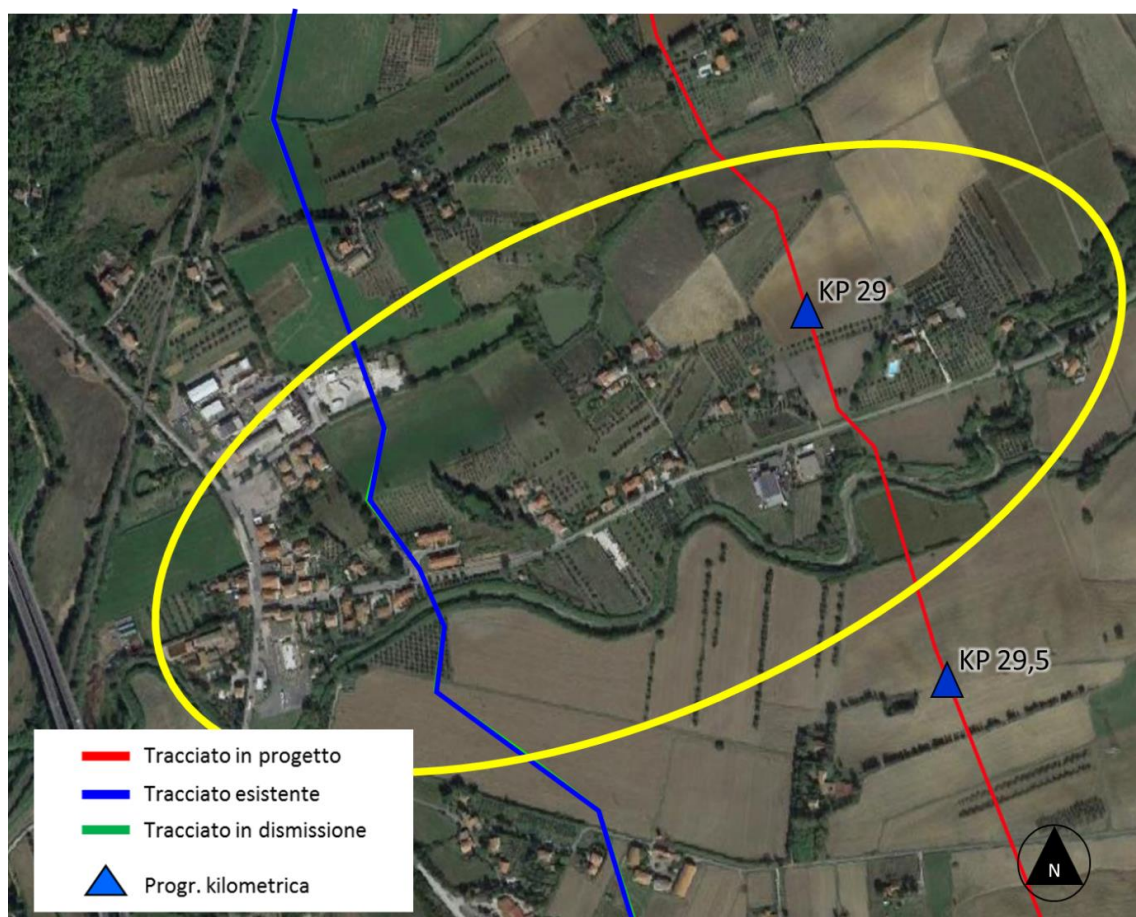 KP 29
KP 29,5
Tracciato in progetto
Tracciato esistente
Tracciato in dismissione
Progr. kilometrica
N